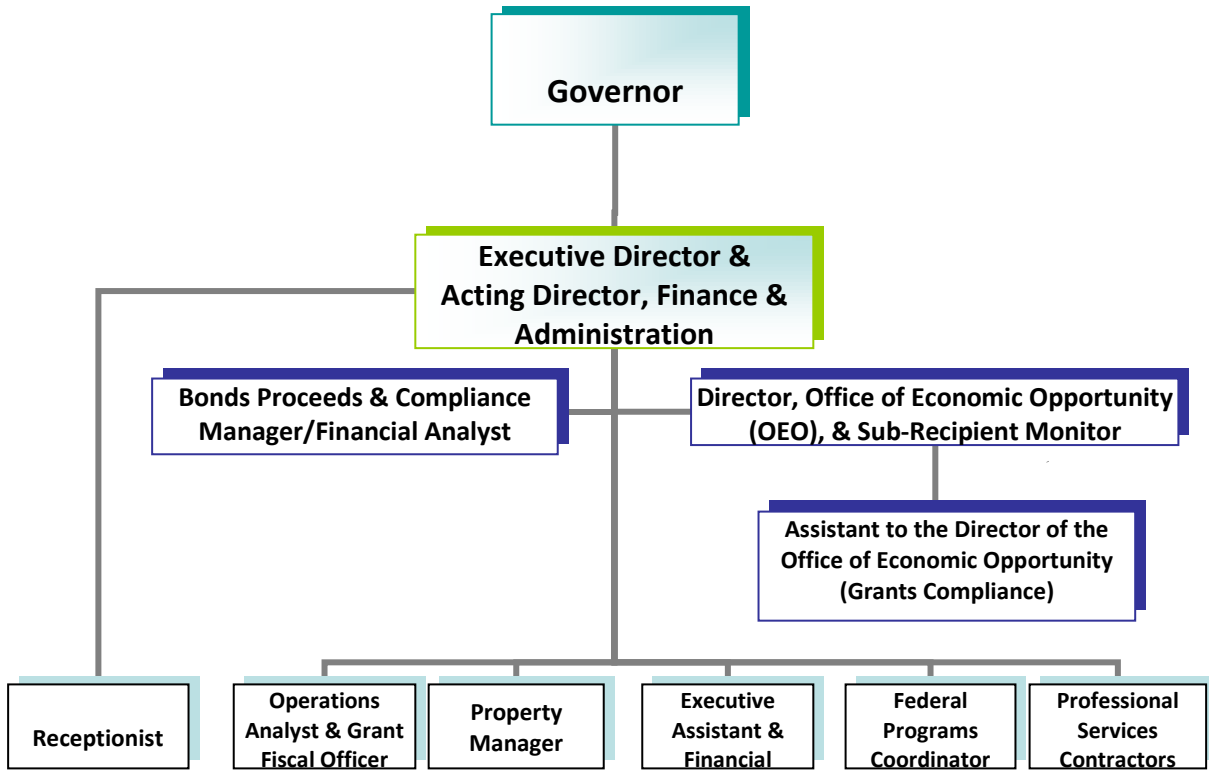 Governor
Executive Director &
Acting Director, Finance &
Administration
Bonds Proceeds & Compliance
Manager/Financial Analyst
Director, Office of Economic Opportunity
(OEO), & Sub-Recipient Monitor
Assistant to the Director of the
Office of Economic Opportunity
(Grants Compliance)
Receptionist
Operations
Analyst & Grant
Fiscal Officer
Property
Manager
Executive
Assistant &
Financial
Federal
Programs
Coordinator
Professional
Services
Contractors